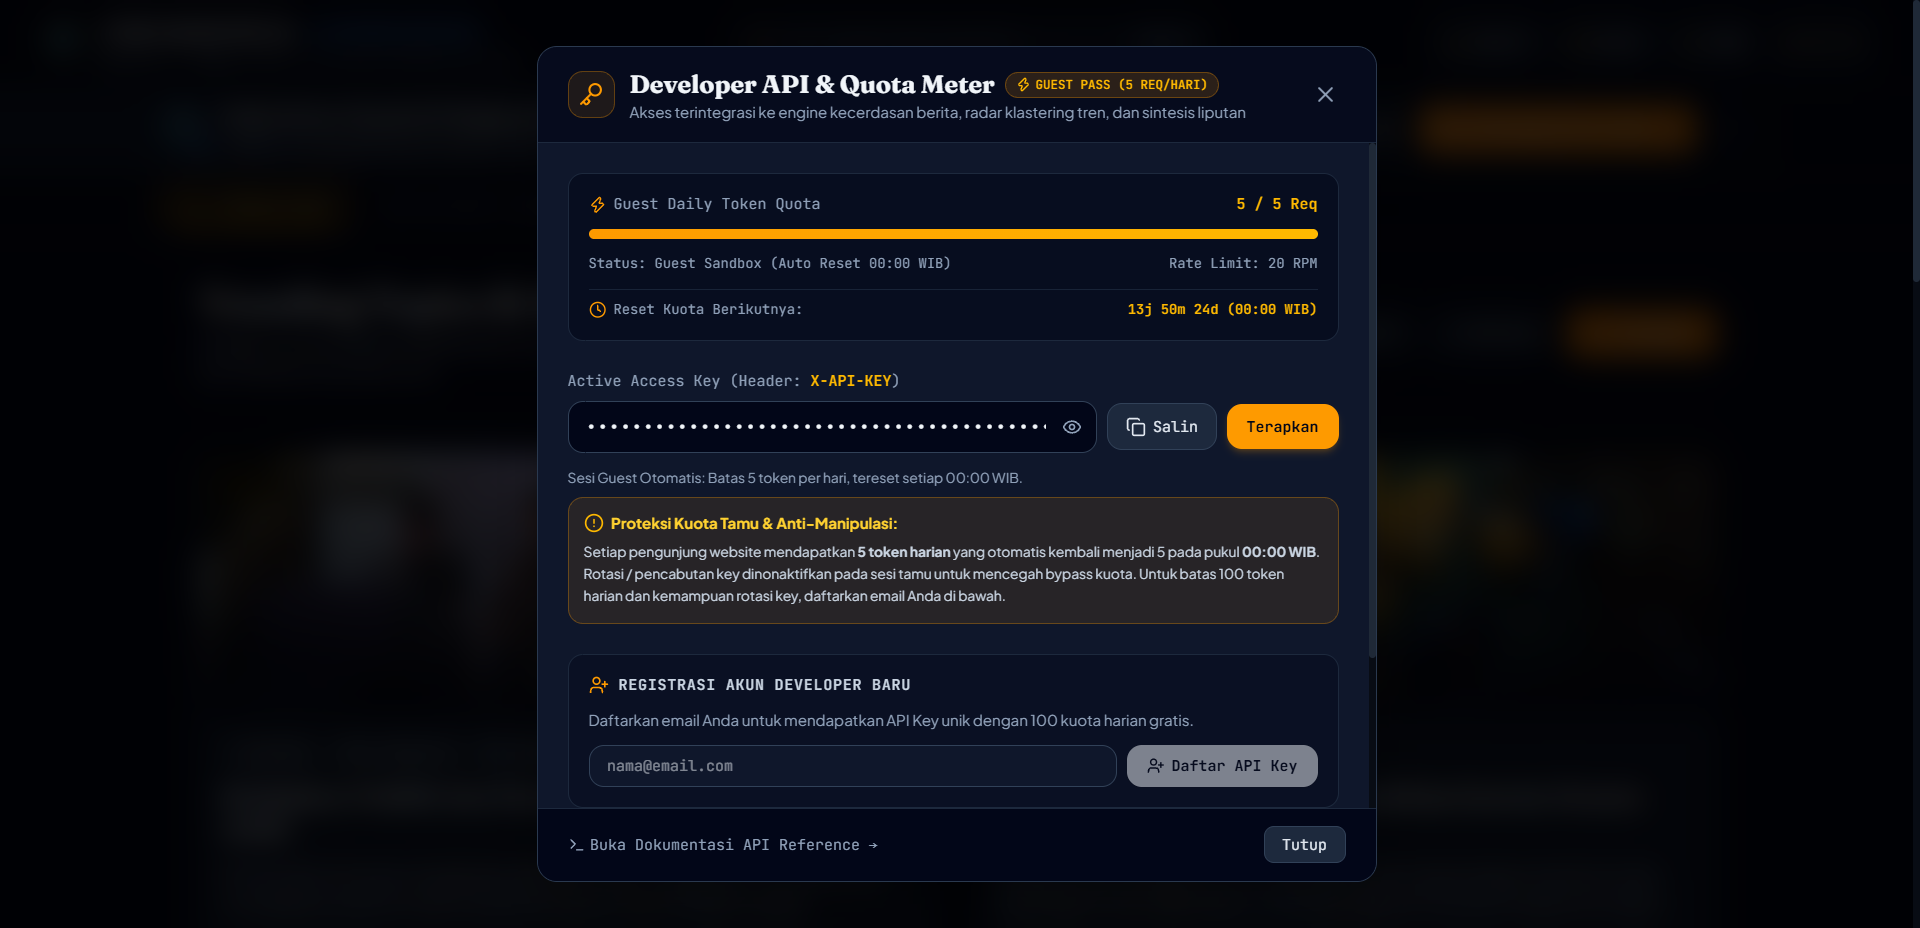 Developer API & Quota Meter
GUEST PASS (5 REQ/HARI)
Akses terintegrasi ke engine kecerdasan berita, radar klastering tren, dan sintesis liputan
Guest Daily Token Quota
5 / 5 Req
Status: Guest Sandbox (Auto Reset 00:00 WIB)
Rate Limit: 20 RPM
Reset Kuota Berikutnya:
13j 50m 24d (00:00 WIB)
Active Access Key (Header: X-API-KEY)
Salin
Terapkan
Sesi Guest Otomatis: Batas 5 token per hari, tereset setiap 00:00 WIB.
Proteksi Kuota Tamu & Anti-Manipulasi:
Setiap pengunjung website mendapatkan 5 token harian yang otomatis kembali menjadi 5 pada pukul 00:00 WIB.
Rotasi / pencabutan key dinonaktifkan pada sesi tamu untuk mencegah bypass kuota. Untuk batas 100 token
harian dan kemampuan rotasi key, daftarkan email Anda di bawah.
REGISTRASI AKUN DEVELOPER BARU
Daftarkan email Anda untuk mendapatkan API Key unik dengan 100 kuota harian gratis.
nama@email.com
Daftar API Key
Buka Dokumentasi API Reference →
Tutup